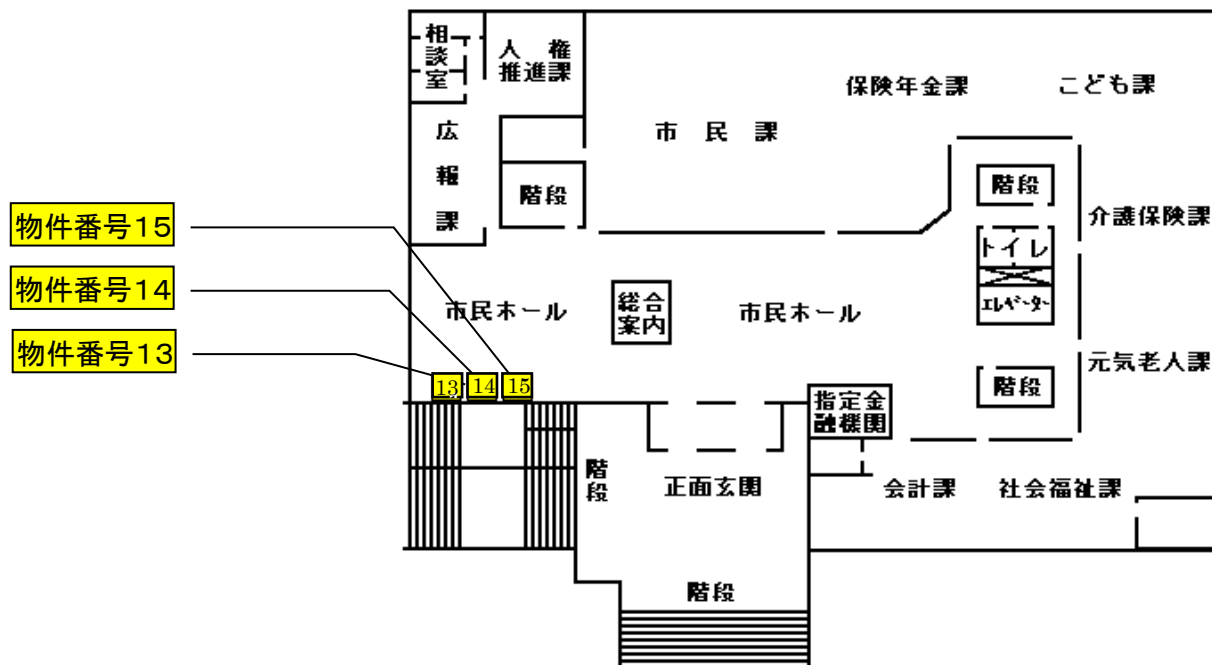 相談室
人権
推進課
保険年金課
こども課
広報課
市民課
階段
階段
物件番号15
介護保険課
トイレ
物件番号14
エレベーター
市民ホール
総合
案内
市民ホール
物件番号13
元気老人課
13
14
15
階段
指定金
融機関
階段
正面玄関
会計課
社会福祉課
階段